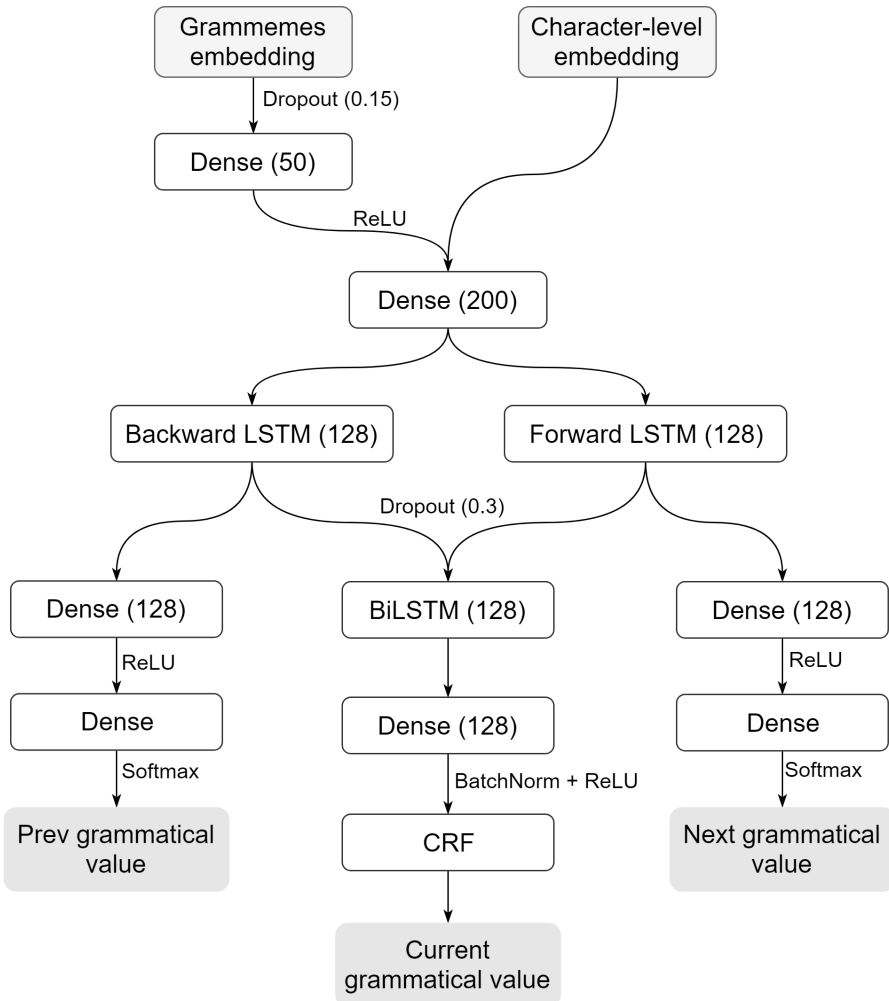 Grammemes
embedding
Character-level
embedding
Dropout (0.15)
Dense (50)
ReLU
Dense (200)
Backward LSTM (128)
Forward LSTM (128)
Dropout (0.3)
Dense (128)
BiLSTM (128)
Dense (128)
ReLU
ReLU
Dense
Dense (128)
Dense
Softmax
BatchNorm + ReLU
Softmax
Prev grammatical
value
CRF
Next grammatical
value
Current
grammatical value